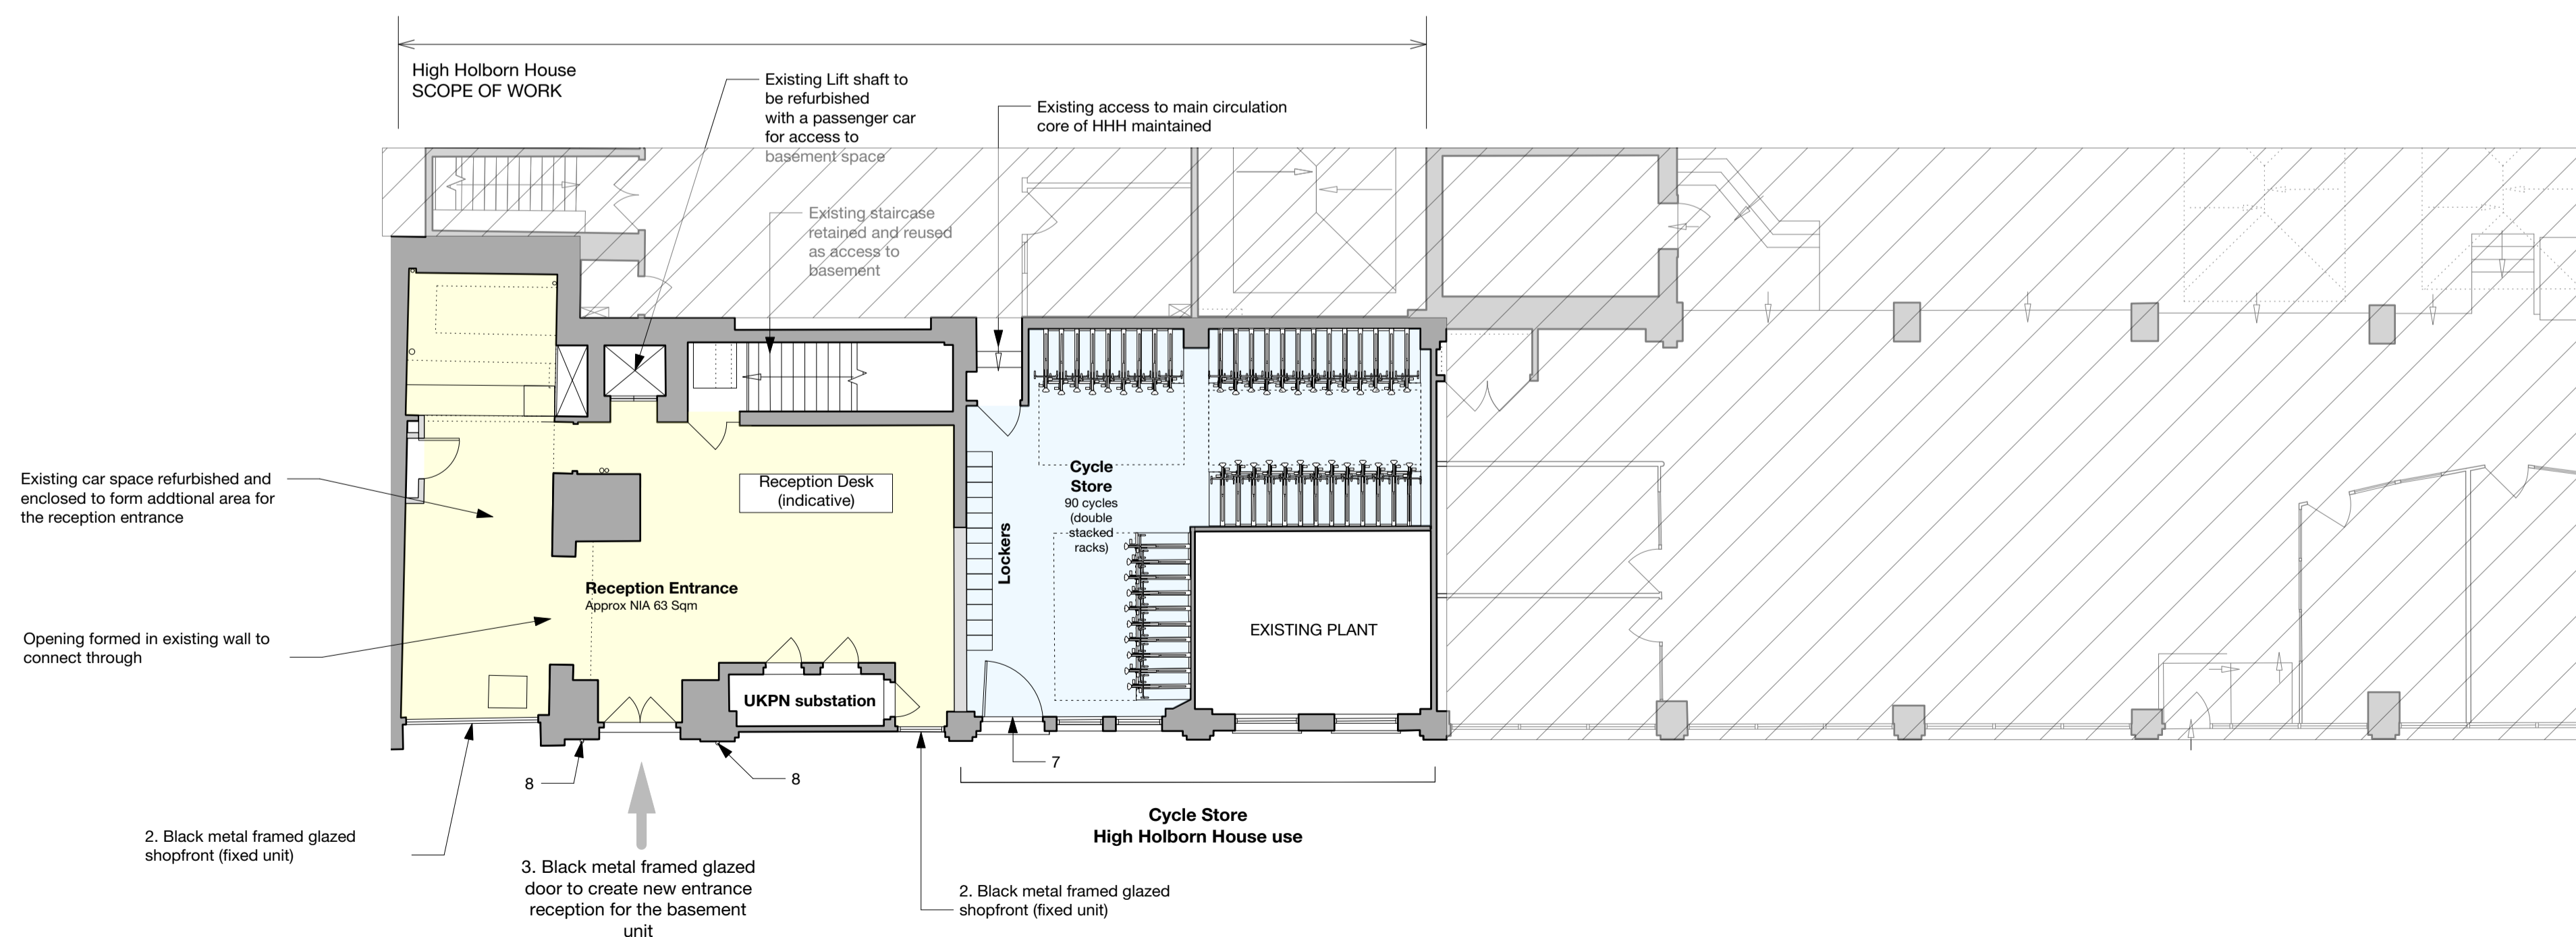 High Holborn House
SCOPE OF WORK
Existing Lift shaft to
be refurbished
with a passenger car
for access to
basement space
Existing access to main circulation
core of HHH maintained
Existing staircase
retained and reused
as access to
basement
Existing car space refurbished and
enclosed to form addtional area for
the reception entrance
Reception Desk
(indicative)
Cycle
Store
90 cycles
(double
stacked
racks)
Lockers
Reception Entrance
Approx NIA 63 Sqm
Opening formed in existing wall to
connect through
EXISTING PLANT
UKPN substation
7
8
8
2. Black metal framed glazed
shopfront (fixed unit)
3. Black metal framed glazed
door to create new entrance
reception for the basement
unit
Cycle Store
High Holborn House use
2. Black metal framed glazed
shopfront (fixed unit)